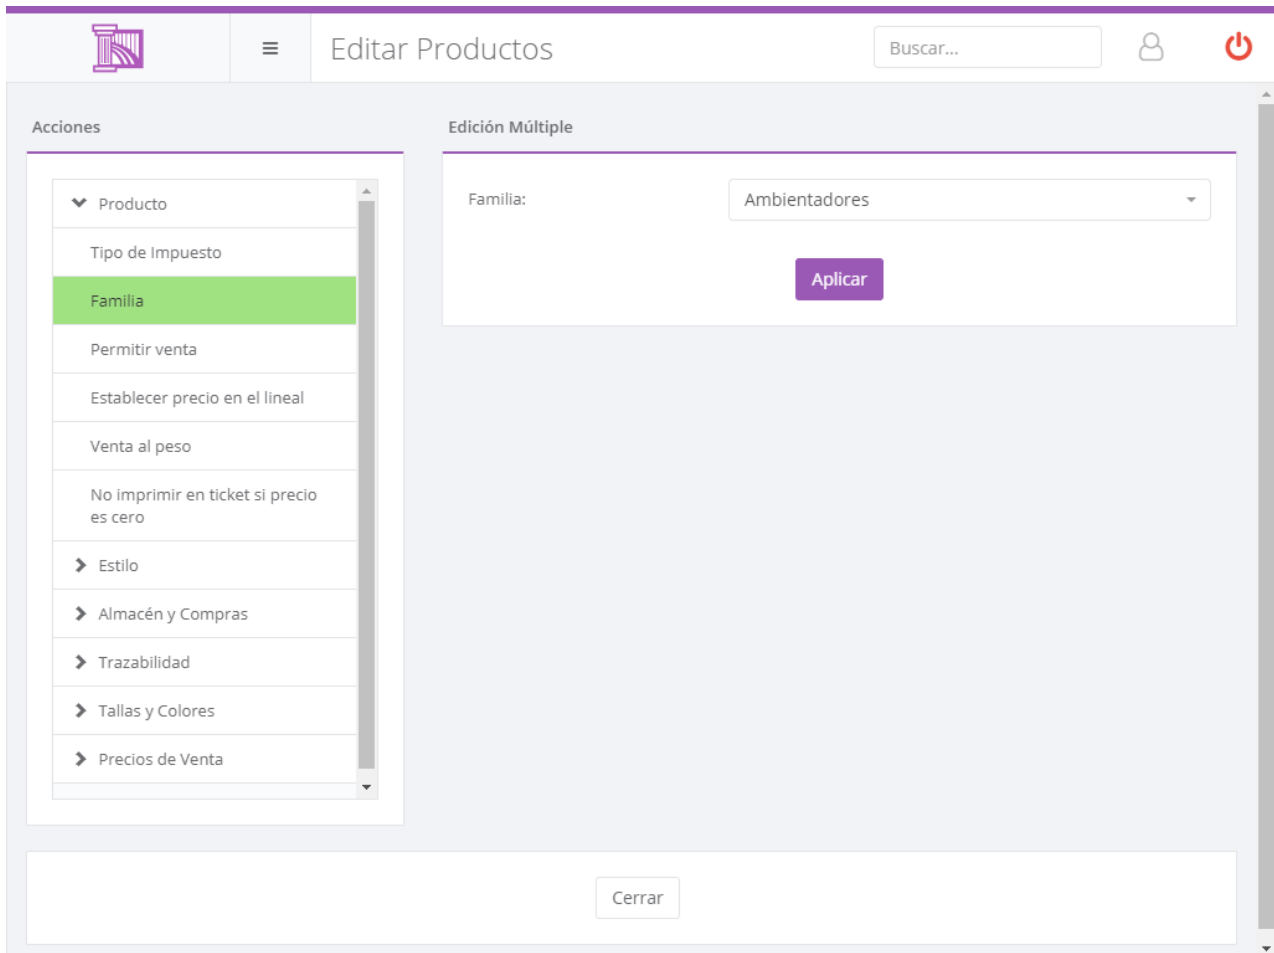 Editar Productos
Buscar...
Acciones
Producto
Tipo de Impuesto
Familia
Permitir venta
Establecer precio en el lineal
Venta al peso
No imprimir en ticket si precio
es cero
Estilo
Almacén y Compras
Trazabilidad
Tallas y Colores
Precios de Venta
Edición Múltiple
Familia:
Ambientadores
Aplicar
Cerrar